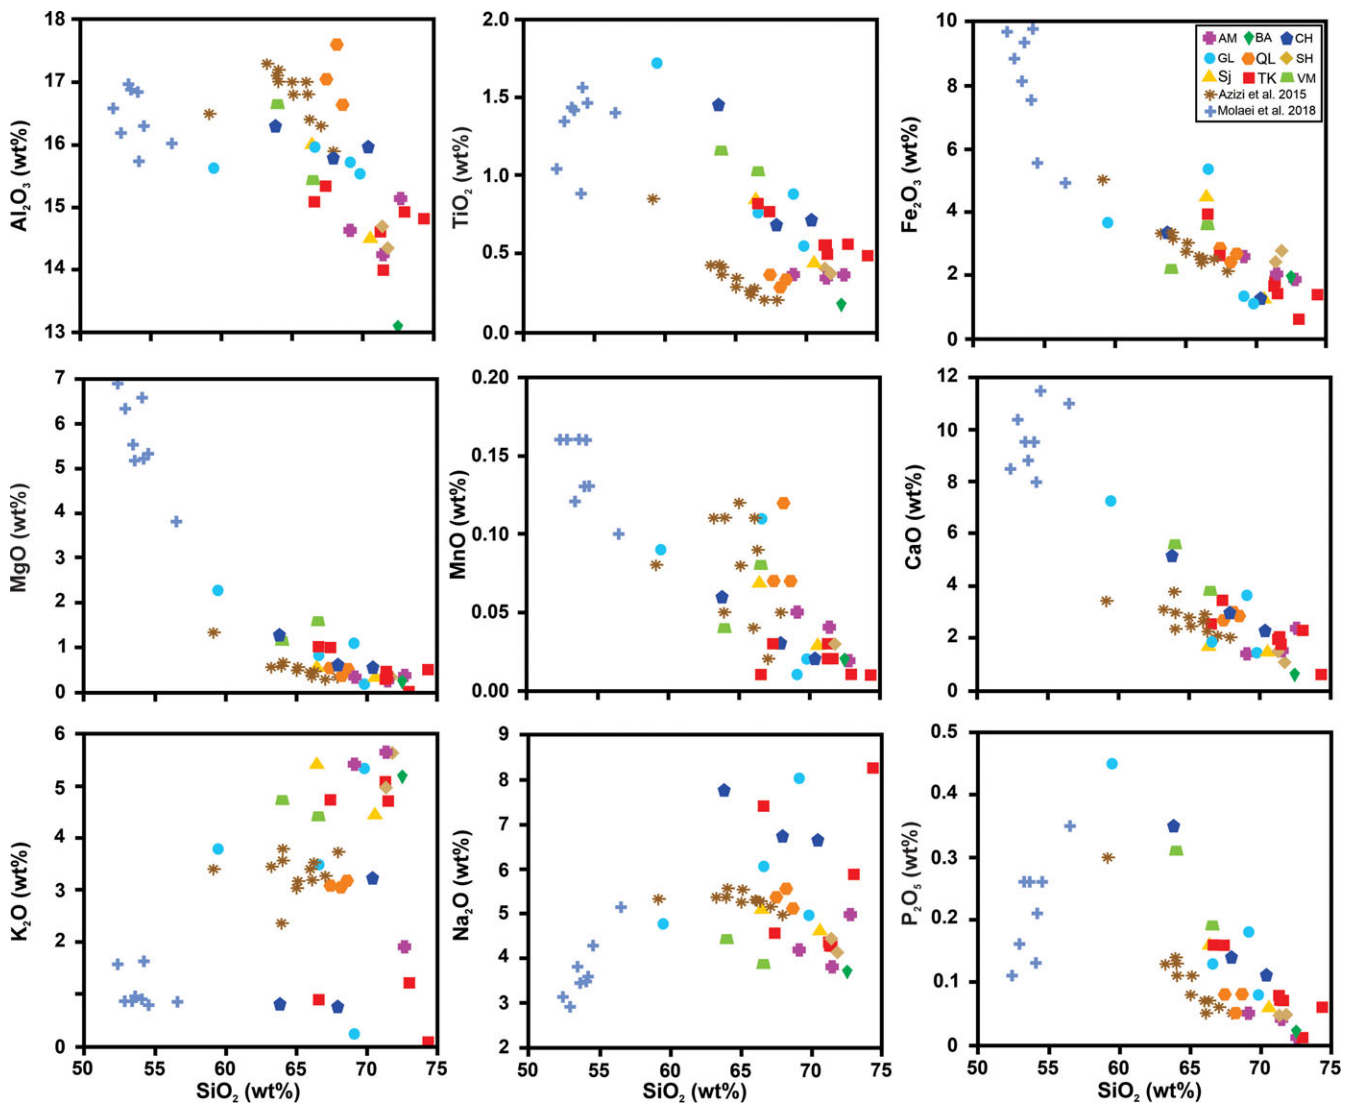 Al₂O₃ (wt%)
18
17
16
15
14
13
TiO₂ (wt%)
2.0
1.5
1.0
0.5
0.0
Fe₂O₃ (wt%)
10
8
6
4
2
0
AM BA CH
GL QL SH
Sj TK VM
Azizi et al. 2015
Molaei et al. 2018
MgO (wt%)
7
6
5
4
3
2
1
0
MnO (wt%)
0.20
0.15
0.10
0.05
0.00
CaO (wt%)
12
10
8
6
4
2
0
K₂O (wt%)
6
5
4
3
2
1
0
50 55 60 65 70 75
SiO₂ (wt%)
Na₂O (wt%)
9
8
7
6
5
4
3
2
50 55 60 65 70 75
SiO₂ (wt%)
P₂O₅ (wt%)
0.5
0.4
0.3
0.2
0.1
0
50 55 60 65 70 75
SiO₂ (wt%)